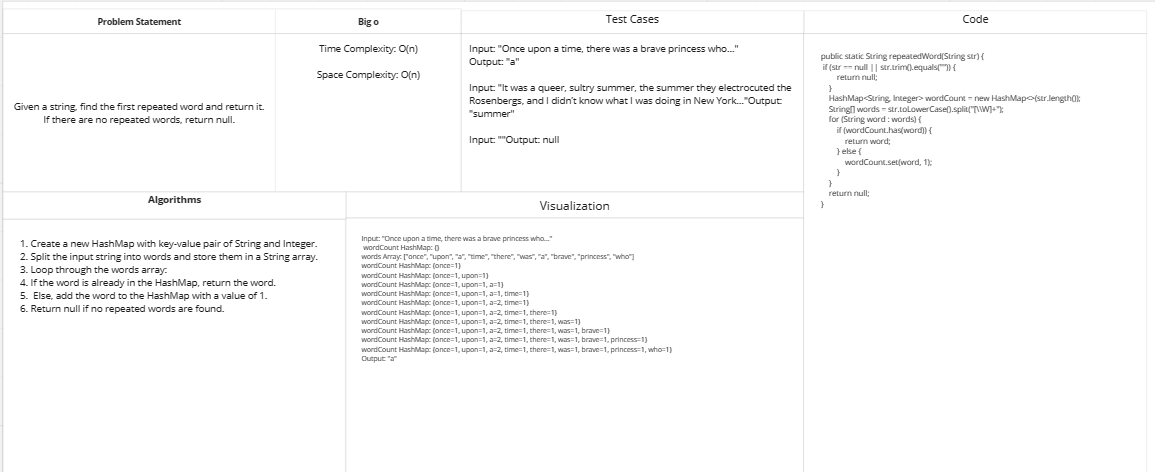 Problem Statement
Given a string, find the first repeated word and return it.
If there are no repeated words, return null.
Big o
Time Complexity: O(n)
Space Complexity: O(n)
Test Cases
Input: "Once upon a time, there was a brave princess who..."
Output: "a"
Input: "It was a queer, sultry summer, the summer they electrocuted the
Rosenbergs, and I didn't know what I was doing in New York..."Output:
"summer"
Input: ""Output: null
Code
public static String repeatedWord(String str) {
if (str == null || str.trim().equals("")) {
return null;
}
HashMap<String, Integer> wordCount = new HashMap<>(str.length());
String[] words = str.toLowerCase().split("[\\W]+");
for (String word : words) {
if (wordCount.has(word)) {
return word;
} else {
wordCount.set(word, 1);
}
}
return null;
}
Algorithms
1. Create a new HashMap with key-value pair of String and Integer.
2. Split the input string into words and store them in a String array.
3. Loop through the words array:
4. If the word is already in the HashMap, return the word.
5. Else, add the word to the HashMap with a value of 1.
6. Return null if no repeated words are found.
Visualization
Input: "Once upon a time, there was a brave princess who..."
wordCount HashMap: {}
words Array: ["once", "upon", "a", "time", "there", "was", "a", "brave", "princess", "who"]
wordCount HashMap: {once=1}
wordCount HashMap: {once=1, upon=1}
wordCount HashMap: {once=1, upon=1, a=1}
wordCount HashMap: {once=1, upon=1, a=1, time=1}
wordCount HashMap: {once=1, upon=1, a=2, time=1}
wordCount HashMap: {once=1, upon=1, a=2, time=1, there=1}
wordCount HashMap: {once=1, upon=1, a=2, time=1, there=1, was=1}
wordCount HashMap: {once=1, upon=1, a=2, time=1, there=1, was=1, brave=1}
wordCount HashMap: {once=1, upon=1, a=2, time=1, there=1, was=1, brave=1, princess=1}
wordCount HashMap: {once=1, upon=1, a=2, time=1, there=1, was=1, brave=1, princess=1, who=1}
Output: "a"